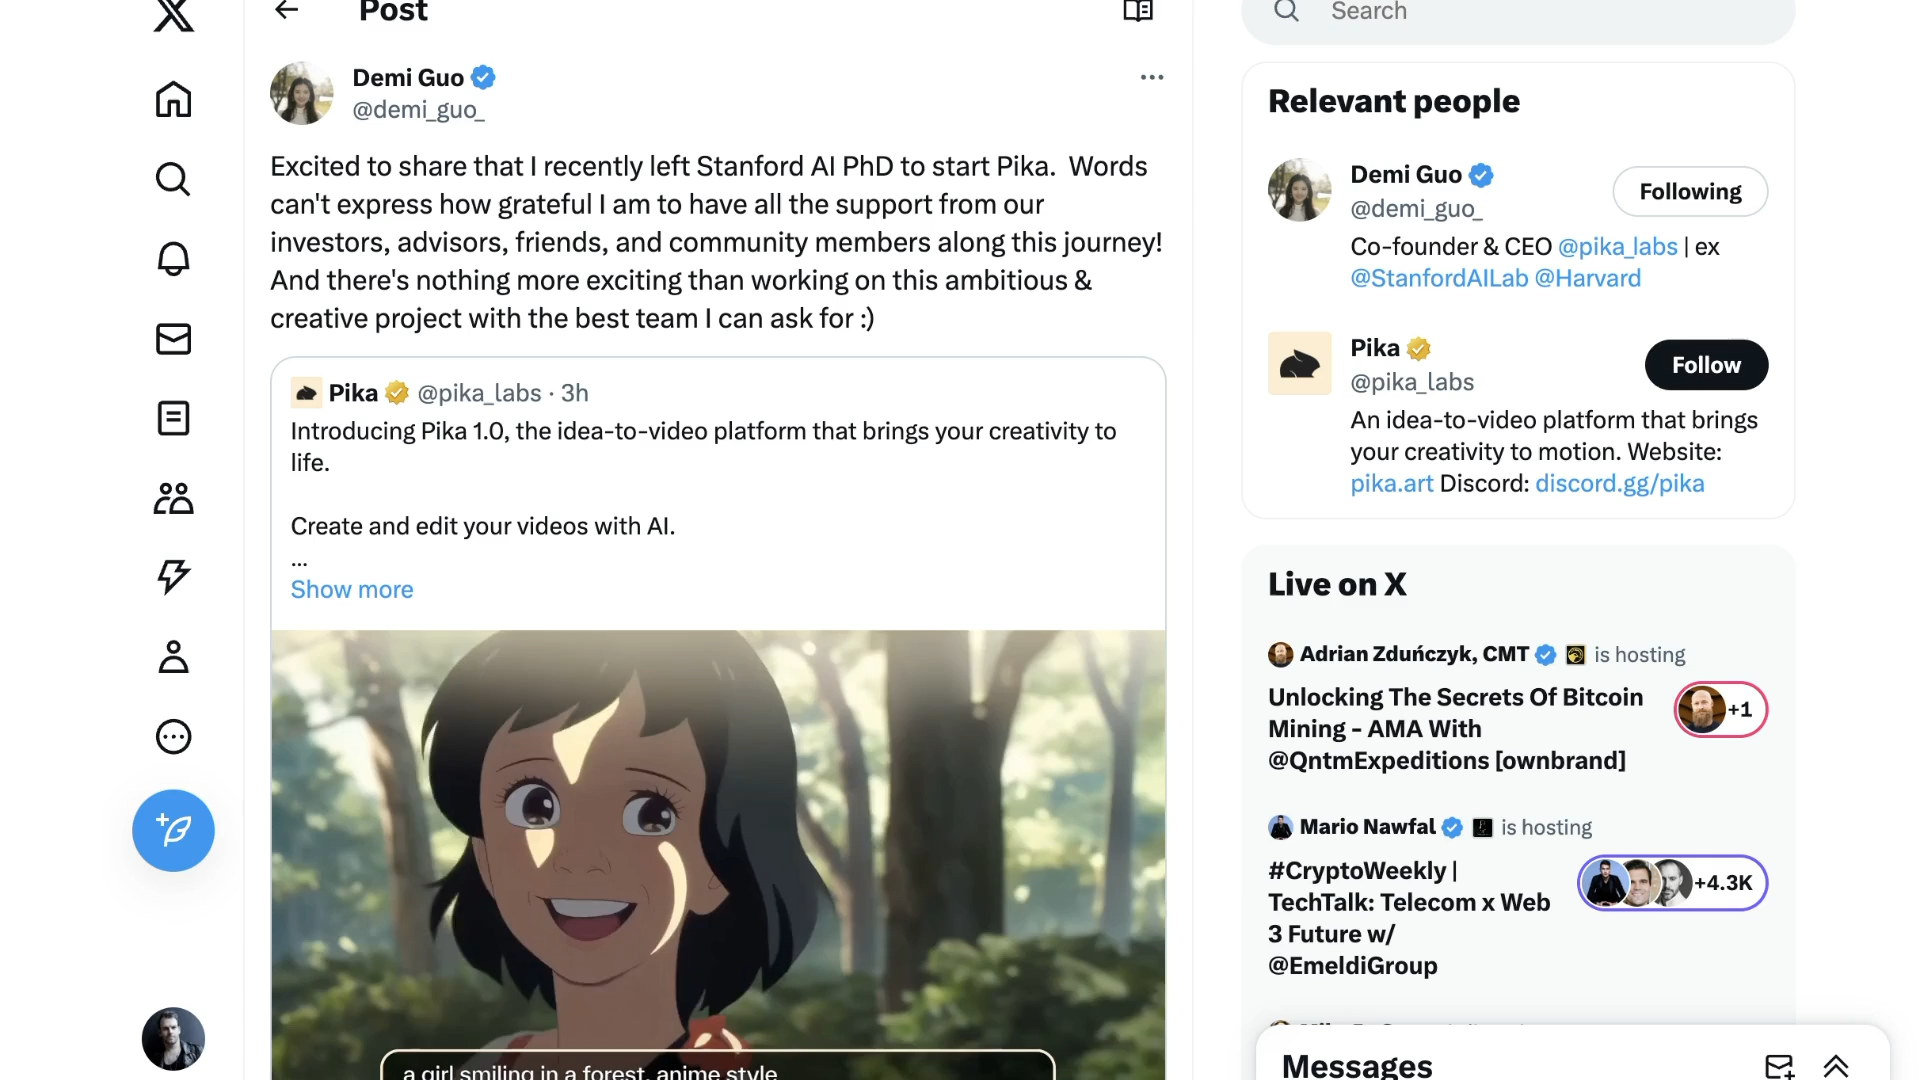 Post
Search
Demi Guo
@demi_guo_
Excited to share that I recently left Stanford AI PhD to start Pika.  Words
can't express how grateful I am to have all the support from our
investors, advisors, friends, and community members along this journey!
And there's nothing more exciting than working on this ambitious &
creative project with the best team I can ask for :)
Pika @pika_labs · 3h
Introducing Pika 1.0, the idea-to-video platform that brings your creativity to
life.
Create and edit your videos with AI.
...
Show more
a girl smiling in a forest, anime style
Relevant people
Demi Guo
@demi_guo_
Following
Co-founder & CEO @pika_labs | ex
@StanfordAILab @Harvard
Pika
@pika_labs
Follow
An idea-to-video platform that brings
your creativity to motion. Website:
pika.art Discord: discord.gg/pika
Live on X
Adrian Zduńczyk, CMT is hosting
Unlocking The Secrets Of Bitcoin
Mining - AMA With
@QntmExpeditions [ownbrand]
+1
Mario Nawfal is hosting
#CryptoWeekly |
TechTalk: Telecom x Web
3 Future w/
@EmeldiGroup
+4.3K
Messages